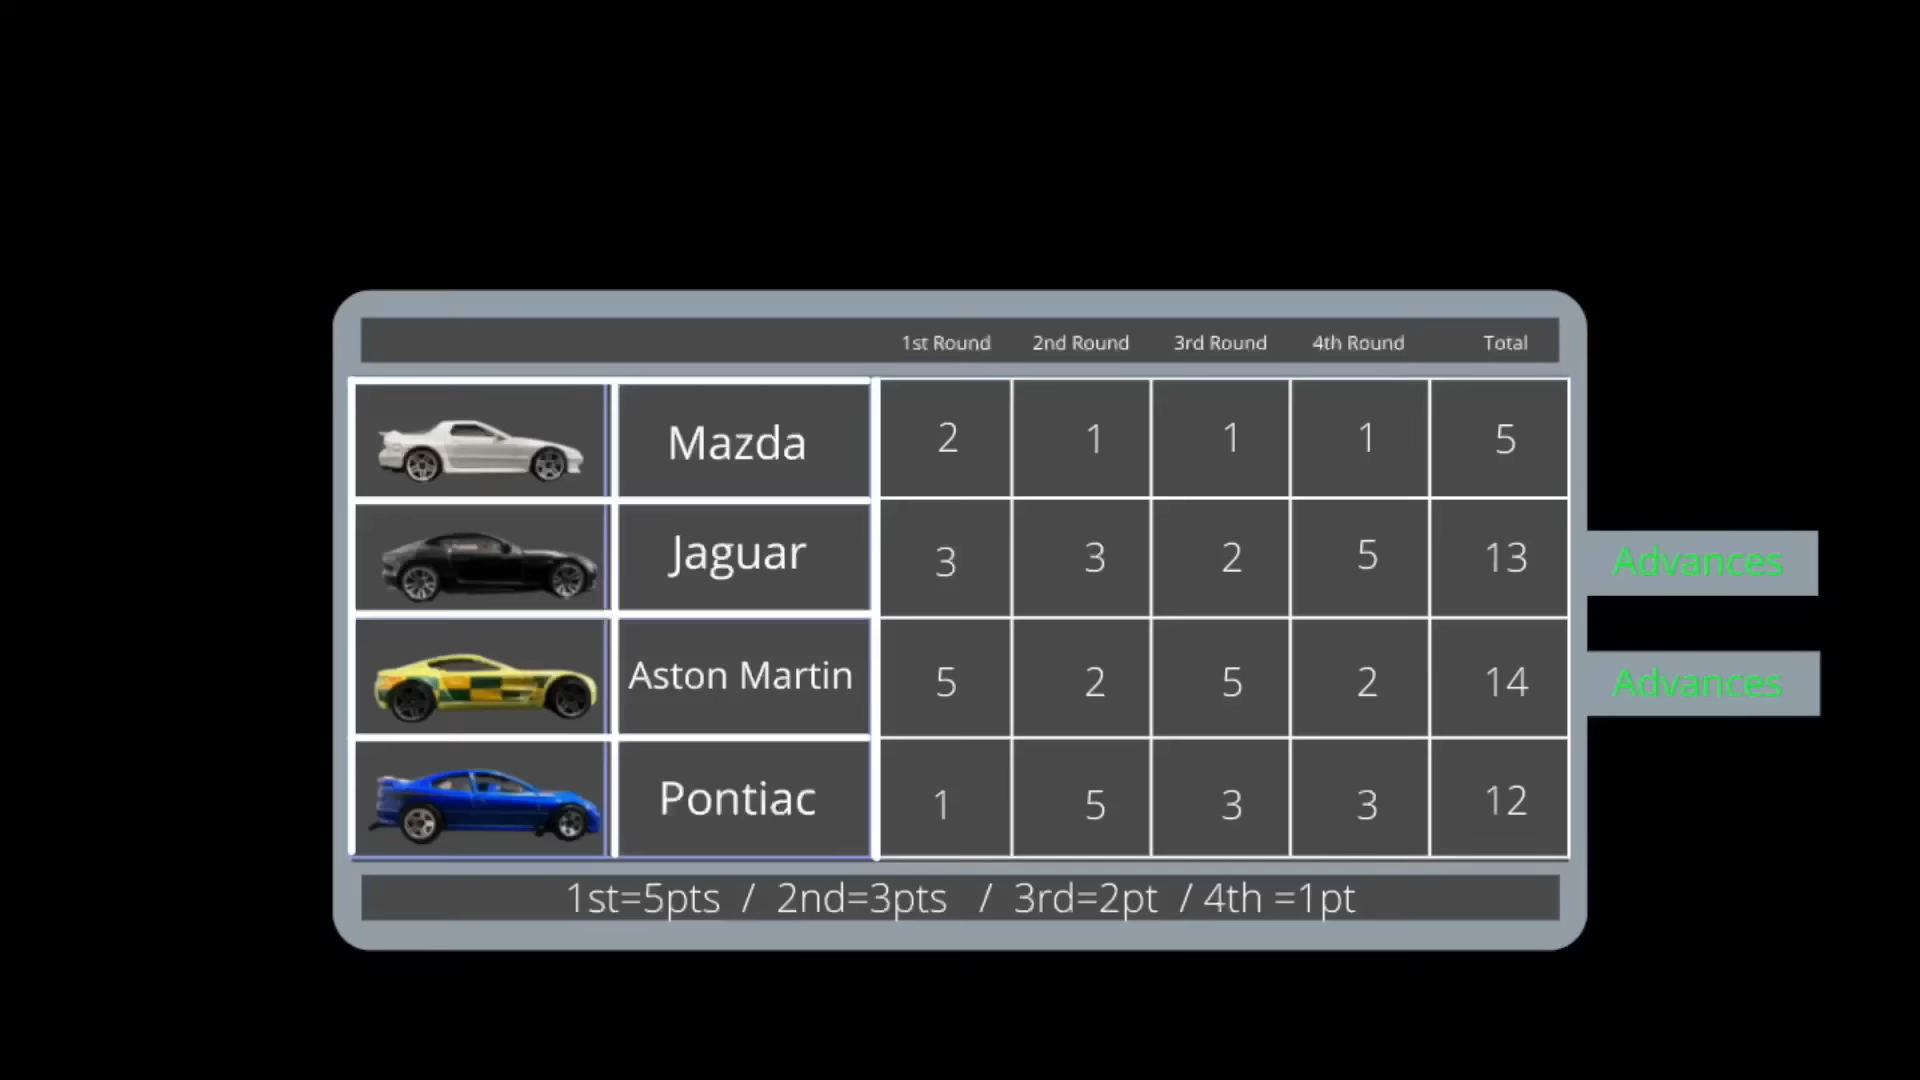 1st Round 2nd Round 3rd Round 4th Round Total
Mazda 2 1 1 1 5
Jaguar 3 3 2 5 13 Advances
Aston Martin 5 2 5 2 14 Advances
Pontiac 1 5 3 3 12
1st=5pts / 2nd=3pts / 3rd=2pt / 4th =1pt